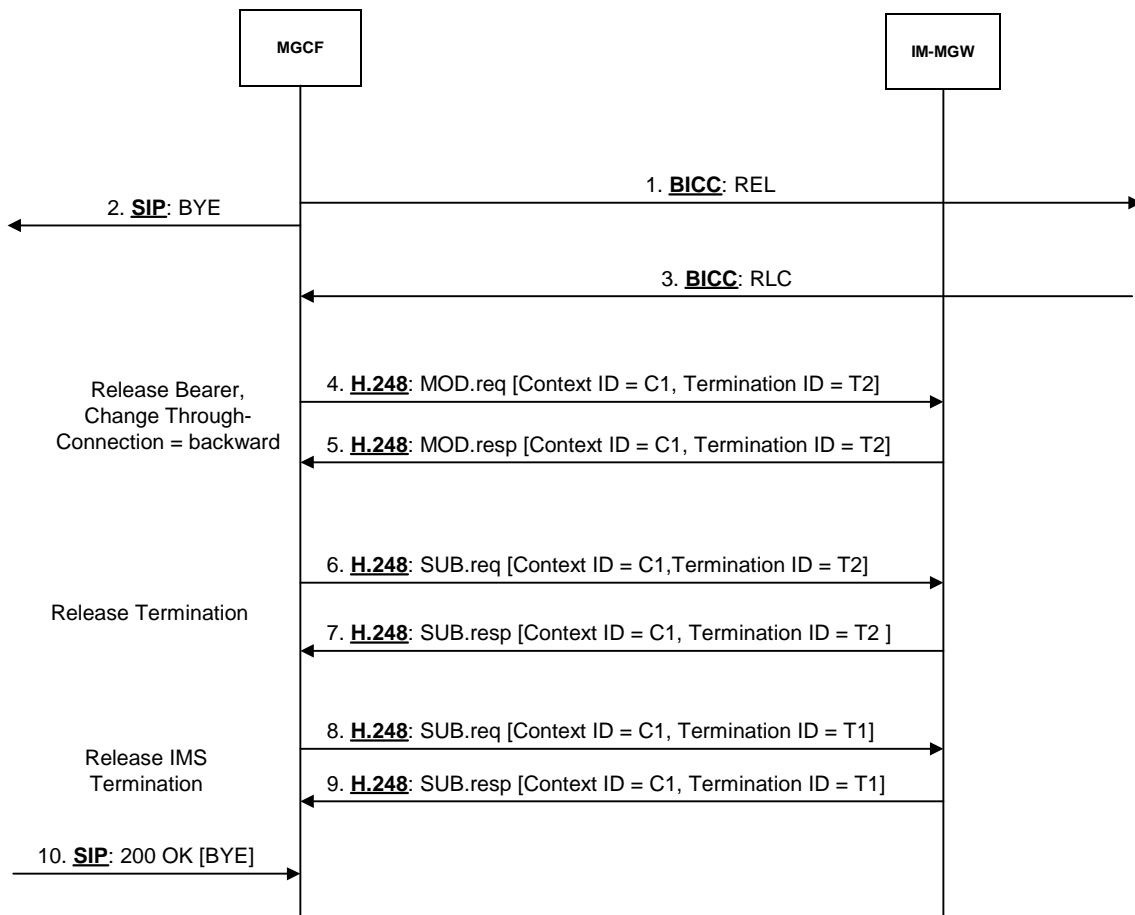 MGCF
IM-MGW
1. BICC: REL
2. SIP: BYE
3. BICC: RLC
Release Bearer,
Change Through-
Connection = backward
4. H.248: MOD.req [Context ID = C1, Termination ID = T2]
5. H.248: MOD.resp [Context ID = C1, Termination ID = T2]
6. H.248: SUB.req [Context ID = C1,Termination ID = T2]
Release Termination
7. H.248: SUB.resp [Context ID = C1, Termination ID = T2 ]
8. H.248: SUB.req [Context ID = C1, Termination ID = T1]
Release IMS
Termination
9. H.248: SUB.resp [Context ID = C1, Termination ID = T1]
10. SIP: 200 OK [BYE]